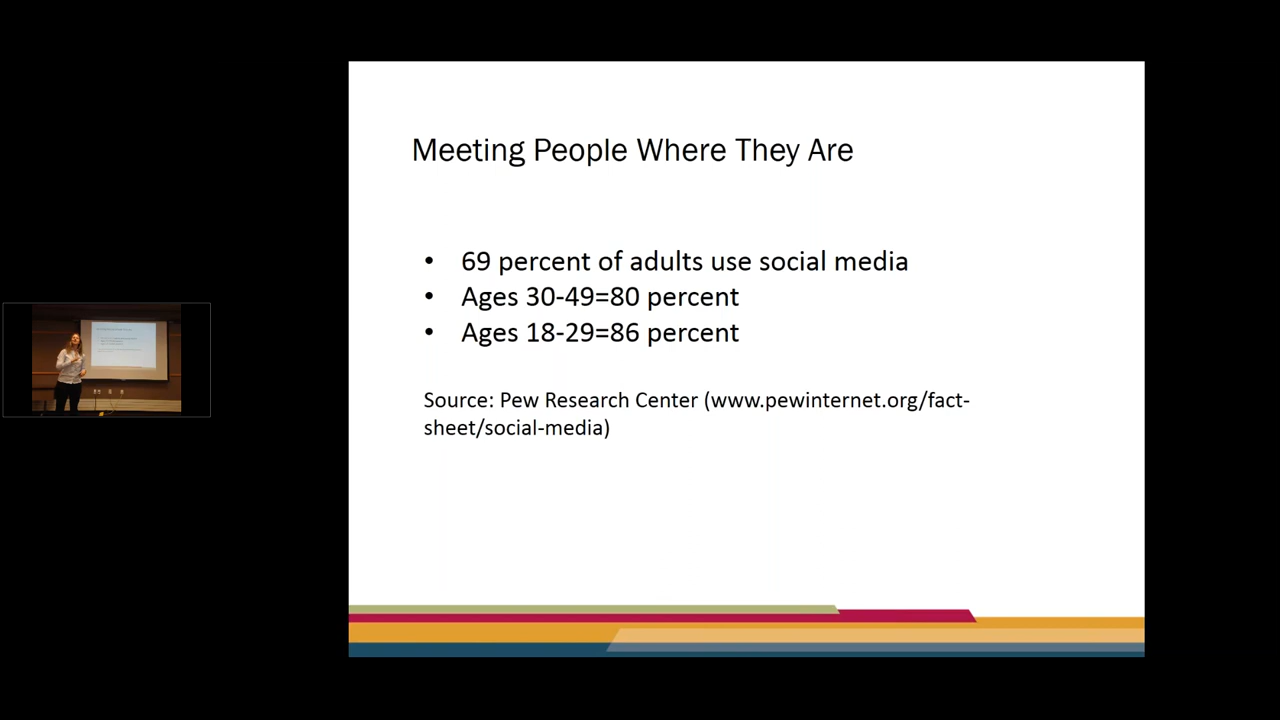 Meeting People Where They Are
• 69 percent of adults use social media
• Ages 30-49=80 percent
• Ages 18-29=86 percent
Source: Pew Research Center (www.pewinternet.org/fact-
sheet/social-media)